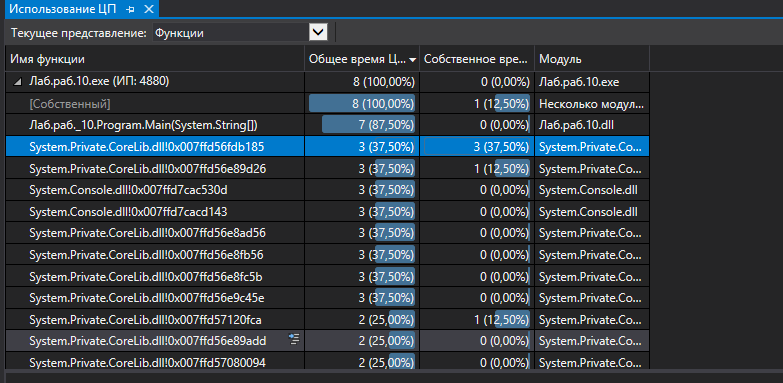 Использование ЦП
Текущее представление: Функции
Имя функции Общее время Ц... Собственное вре... Модуль
Лаб.раб.10.exe (ИП: 4880) 8 (100,00%) 0 (0,00%) Лаб.раб.10.exe
[Собственный] 8 (100,00%) 1 (12,50%) Несколько модул...
Лаб.раб._10.Program.Main(System.String[]) 7 (87,50%) 0 (0,00%) Лаб.раб.10.dll
System.Private.CoreLib.dll!0x007ffd56fdb185 3 (37,50%) 3 (37,50%) System.Private.Co...
System.Private.CoreLib.dll!0x007ffd56e89d26 3 (37,50%) 1 (12,50%) System.Private.Co...
System.Console.dll!0x007ffd7cac530d 3 (37,50%) 0 (0,00%) System.Console.dll
System.Console.dll!0x007ffd7cacd143 3 (37,50%) 0 (0,00%) System.Console.dll
System.Private.CoreLib.dll!0x007ffd56e8ad56 3 (37,50%) 0 (0,00%) System.Private.Co...
System.Private.CoreLib.dll!0x007ffd56e8fb56 3 (37,50%) 0 (0,00%) System.Private.Co...
System.Private.CoreLib.dll!0x007ffd56e8fc5b 3 (37,50%) 0 (0,00%) System.Private.Co...
System.Private.CoreLib.dll!0x007ffd56e9c45e 3 (37,50%) 0 (0,00%) System.Private.Co...
System.Private.CoreLib.dll!0x007ffd57120fca 2 (25,00%) 1 (12,50%) System.Private.Co...
System.Private.CoreLib.dll!0x007ffd56e89add 2 (25,00%) 0 (0,00%) System.Private.Co...
System.Private.CoreLib.dll!0x007ffd57080094 2 (25,00%) 0 (0,00%) System.Private.Co...